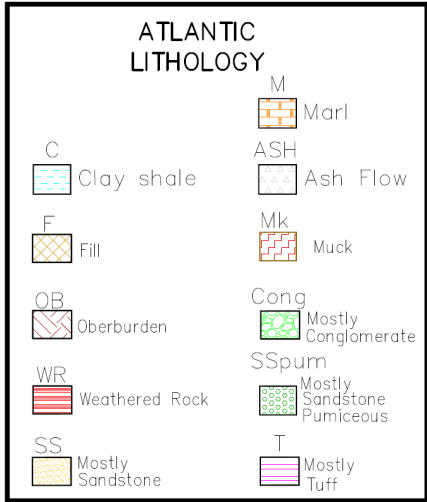 ATLANTIC
LITHOLOGY
M
Marl
C
Clay shale
ASH
Ash Flow
F
Fill
Mk
Muck
OB
Oberburden
Cong
Mostly
Conglomerate
WR
Weathered Rock
SSpum
Mostly
Sandstone
Pumiceous
SS
Mostly
Sandstone
T
Mostly
Tuff